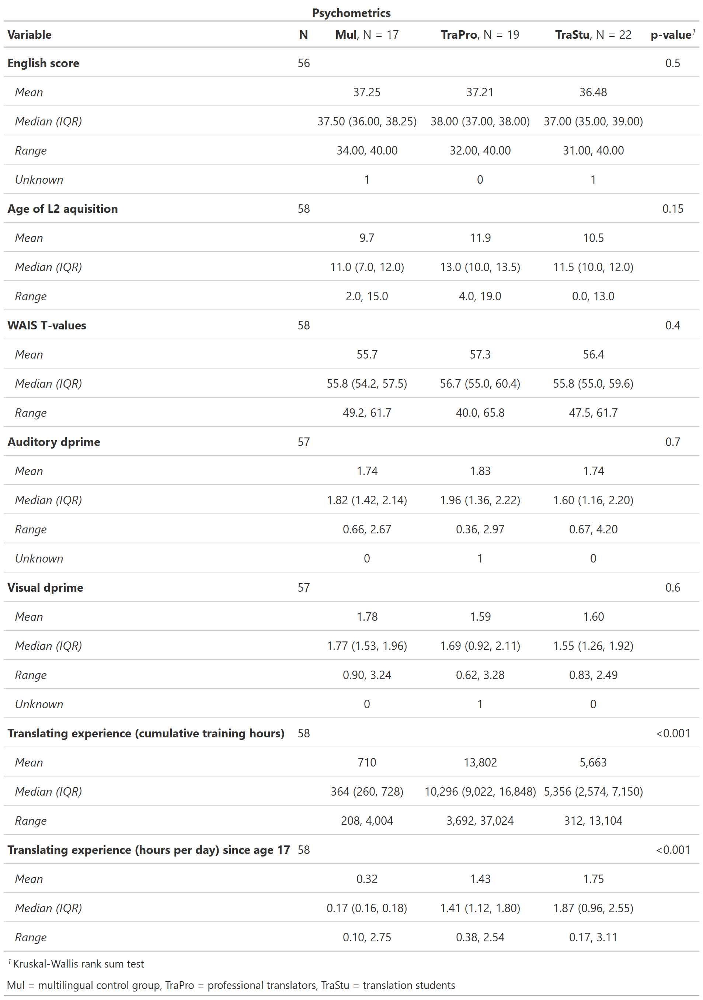 Psychometrics
Variable N Mul, N = 17 TraPro, N = 19 TraStu, N = 22 p-value1
English score 56 0.5
Mean 37.25 37.21 36.48
Median (IQR) 37.50 (36.00, 38.25) 38.00 (37.00, 38.00) 37.00 (35.00, 39.00)
Range 34.00, 40.00 32.00, 40.00 31.00, 40.00
Unknown 1 0 1
Age of L2 aquisition 58 0.15
Mean 9.7 11.9 10.5
Median (IQR) 11.0 (7.0, 12.0) 13.0 (10.0, 13.5) 11.5 (10.0, 12.0)
Range 2.0, 15.0 4.0, 19.0 0.0, 13.0
WAIS T-values 58 0.4
Mean 55.7 57.3 56.4
Median (IQR) 55.8 (54.2, 57.5) 56.7 (55.0, 60.4) 55.8 (55.0, 59.6)
Range 49.2, 61.7 40.0, 65.8 47.5, 61.7
Auditory dprime 57 0.7
Mean 1.74 1.83 1.74
Median (IQR) 1.82 (1.42, 2.14) 1.96 (1.36, 2.22) 1.60 (1.16, 2.20)
Range 0.66, 2.67 0.36, 2.97 0.67, 4.20
Unknown 0 1 0
Visual dprime 57 0.6
Mean 1.78 1.59 1.60
Median (IQR) 1.77 (1.53, 1.96) 1.69 (0.92, 2.11) 1.55 (1.26, 1.92)
Range 0.90, 3.24 0.62, 3.28 0.83, 2.49
Unknown 0 1 0
Translating experience (cumulative training hours) 58 <0.001
Mean 710 13,802 5,663
Median (IQR) 364 (260, 728) 10,296 (9,022, 16,848) 5,356 (2,574, 7,150)
Range 208, 4,004 3,692, 37,024 312, 13,104
Translating experience (hours per day) since age 17 58 <0.001
Mean 0.32 1.43 1.75
Median (IQR) 0.17 (0.16, 0.18) 1.41 (1.12, 1.80) 1.87 (0.96, 2.55)
Range 0.10, 2.75 0.38, 2.54 0.17, 3.11
1 Kruskal-Wallis rank sum test
Mul = multilingual control group, TraPro = professional translators, TraStu = translation students